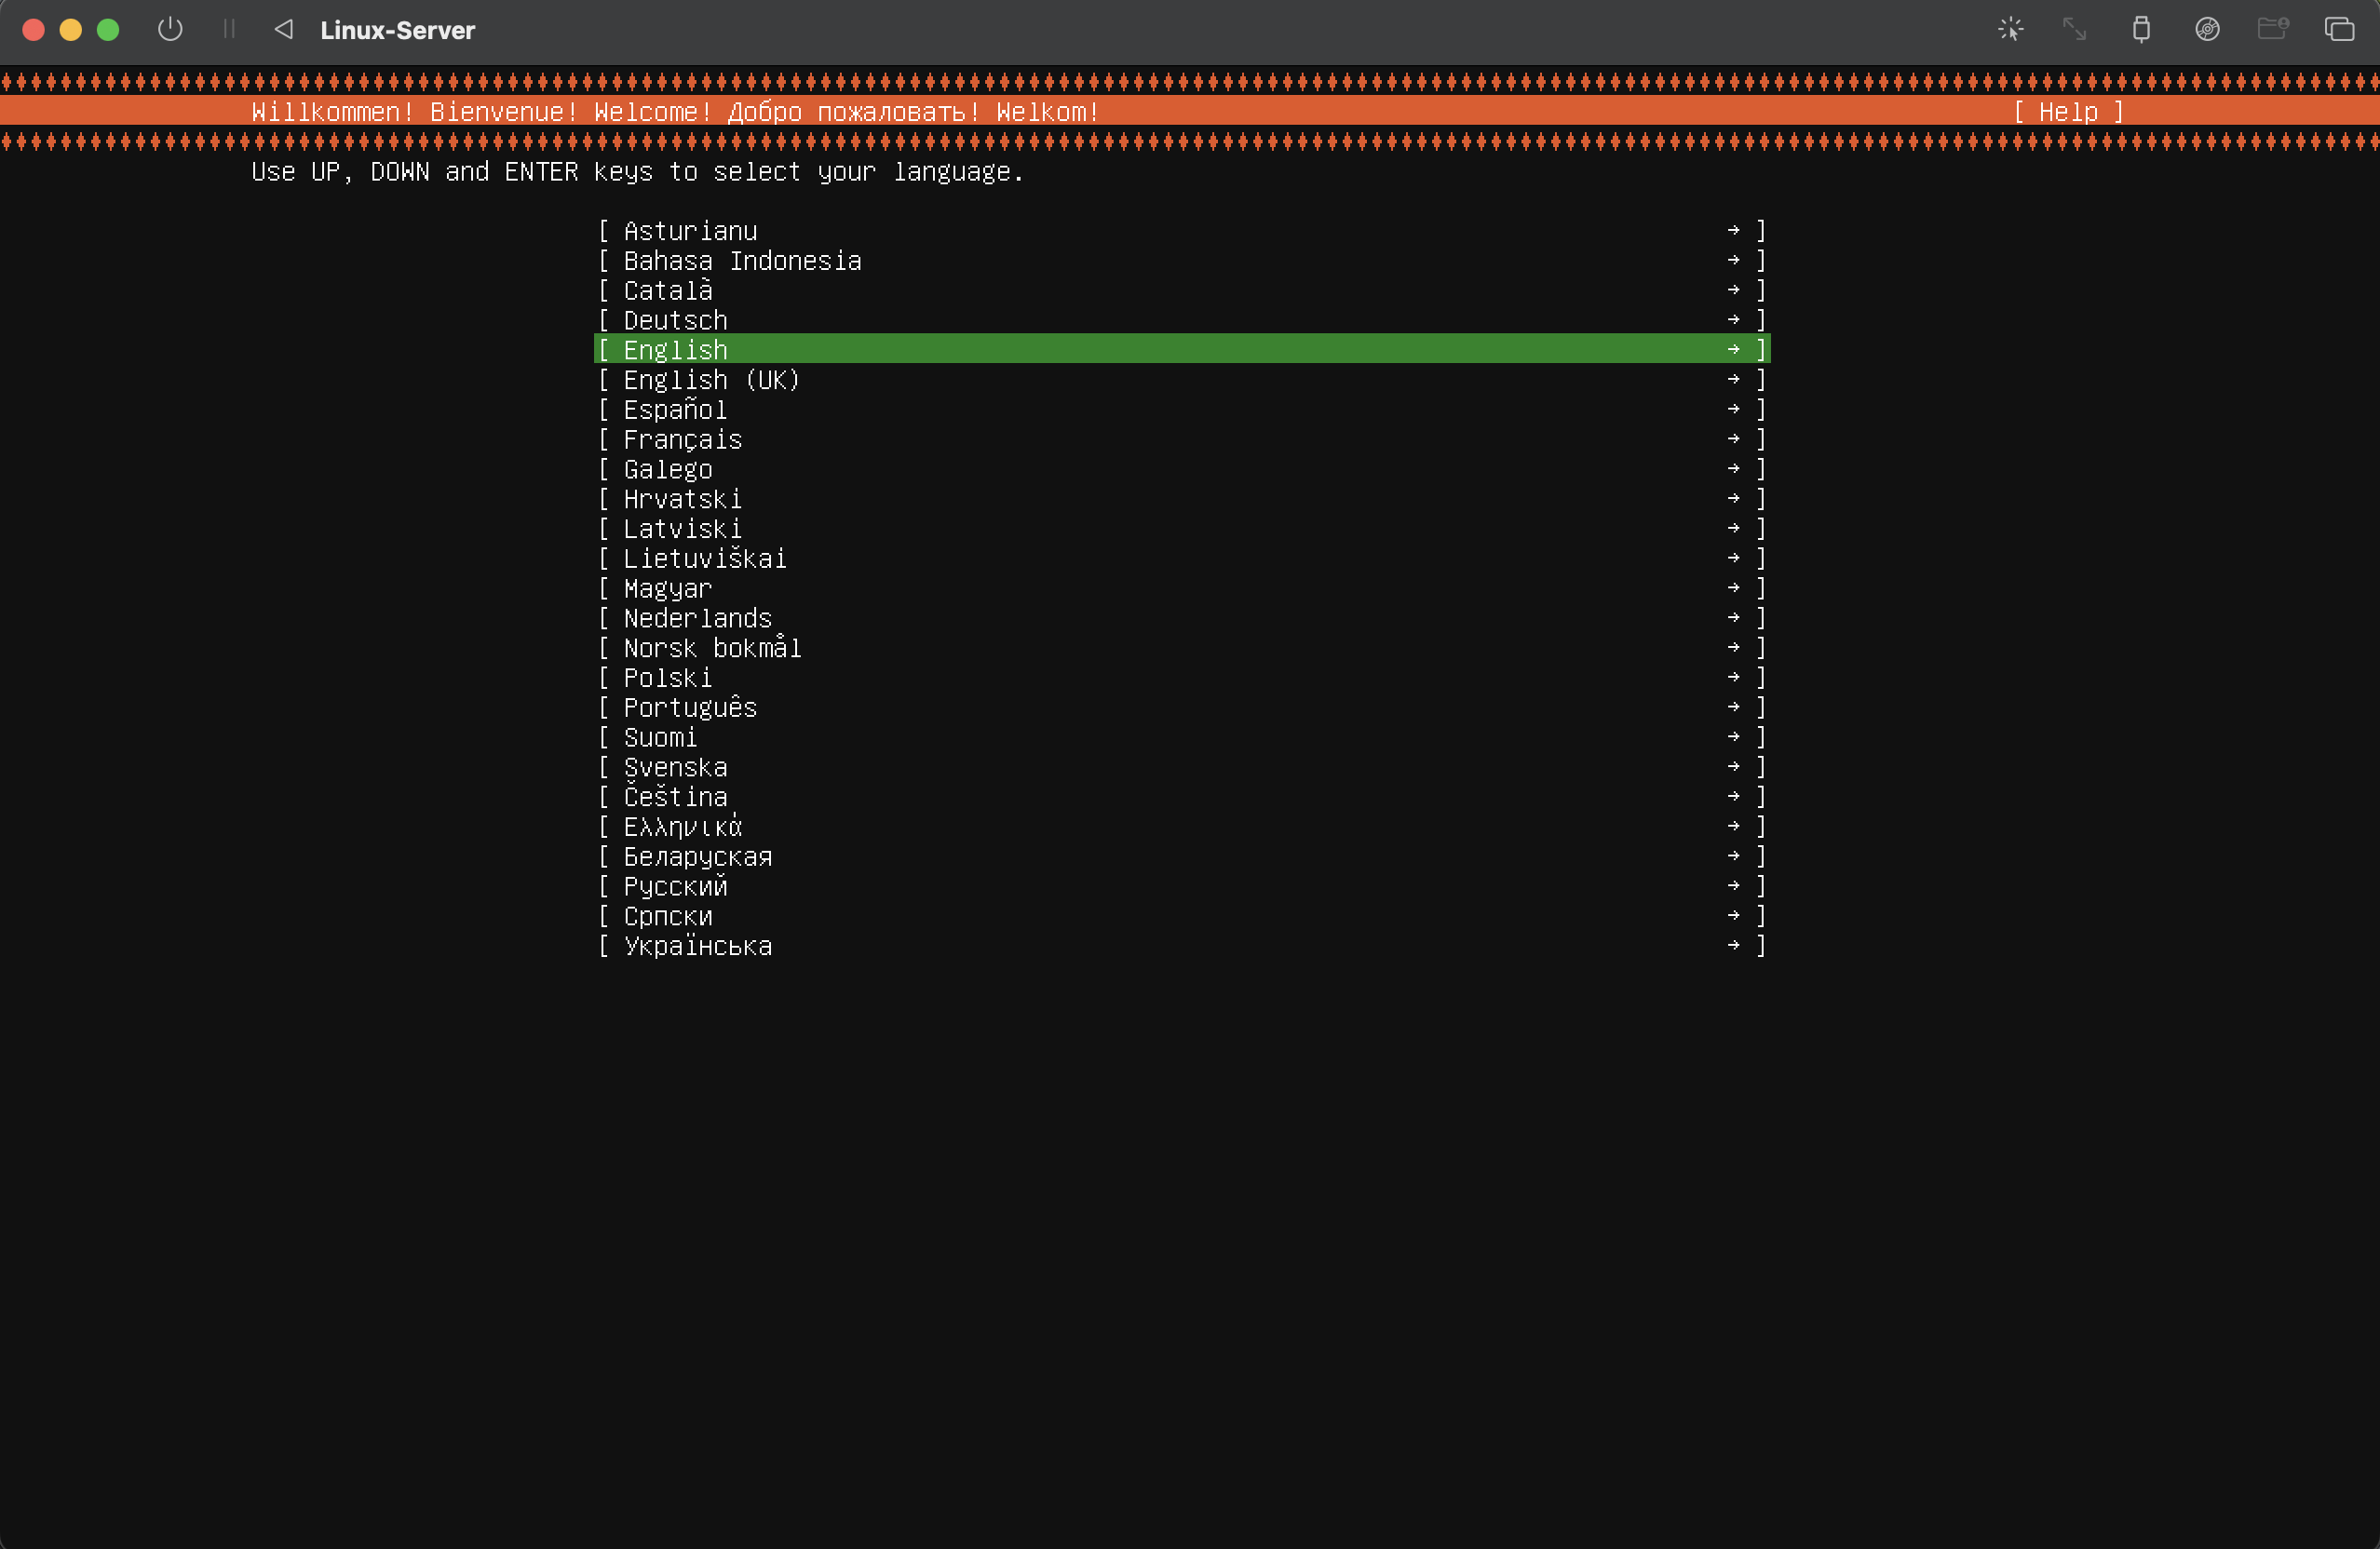 Linux-Server
Willkommen! Bienvenue! Welcome! Добро пожаловать! Welkom! [ Help ]
Use UP, DOWN and ENTER keys to select your language.
[ Asturianu → ]
[ Bahasa Indonesia → ]
[ Català → ]
[ Deutsch → ]
[ English → ]
[ English (UK) → ]
[ Español → ]
[ Français → ]
[ Galego → ]
[ Hrvatski → ]
[ Latviski → ]
[ Lietuviškai → ]
[ Magyar → ]
[ Nederlands → ]
[ Norsk bokmål → ]
[ Polski → ]
[ Português → ]
[ Suomi → ]
[ Svenska → ]
[ Čeština → ]
[ Ελληνικά → ]
[ Беларуская → ]
[ Русский → ]
[ Српски → ]
[ Українська → ]